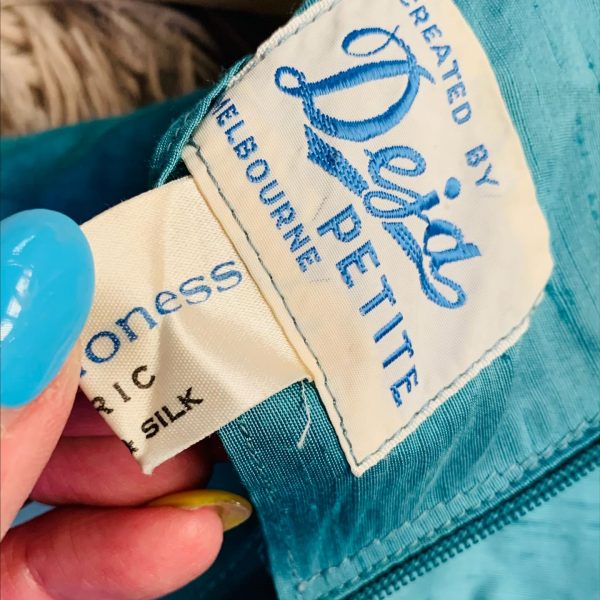 CREATED BY
Deja
PETITE
MELBOURNE
oness
RIC
SILK